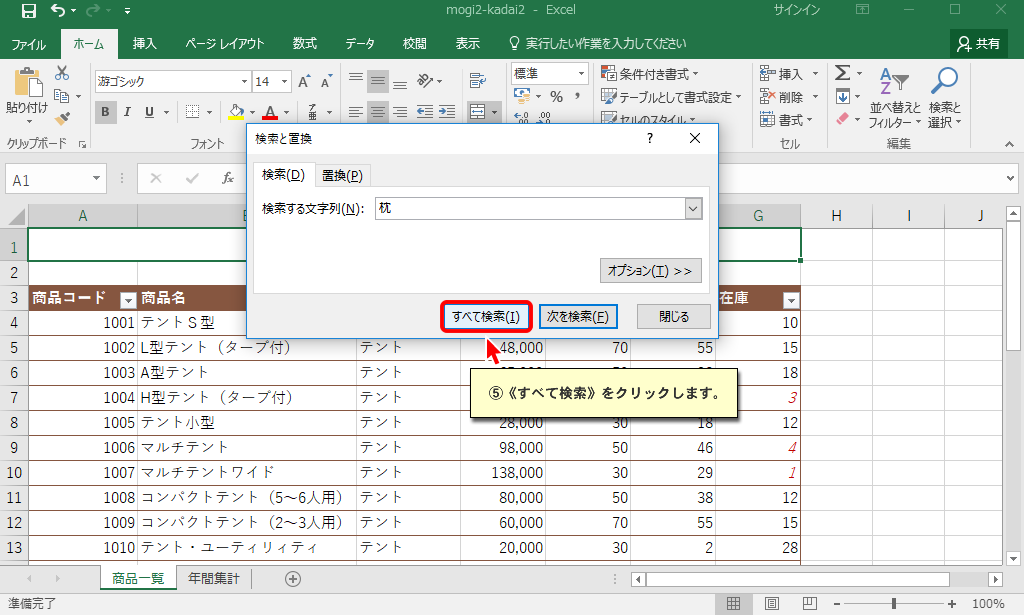 mogi2-kadai2 - Excel
サインイン
ファイル ホーム 挿入 ページ レイアウト 数式 データ 校閲 表示 実行したい作業を入力してください 共有
貼り付け 游ゴシック 14 A A 標準 条件付き書式 挿入 Σ A Z
B I U A % , テーブルとして書式設定 削除 並べ替えと フィルター 検索と 選択
セルのスタイル 書式
クリップボード フォント セル 編集
A1 fx
A G H I J
検索と置換 ?
検索(D) 置換(P)
検索する文字列(N): 枕
オプション(T) >>
すべて検索(I) 次を検索(F) 閉じる
1
2
3 商品コード 商品名 在庫
4 1001 テントS型 10
5 1002 L型テント（タープ付） テント 48,000 70 55 15
6 1003 A型テント テント 18
7 1004 H型テント（タープ付） テント 3
8 1005 テント小型 テント 28,000 30 18 12
9 1006 マルチテント テント 98,000 50 46 4
10 1007 マルチテントワイド テント 138,000 30 29 1
11 1008 コンパクトテント（5～6人用） テント 80,000 50 38 12
12 1009 コンパクトテント（2～3人用） テント 60,000 70 55 15
13 1010 テント・ユーティリィティ テント 20,000 30 2 28
⑤《すべて検索》をクリックします。
商品一覧 年間集計
準備完了 100%